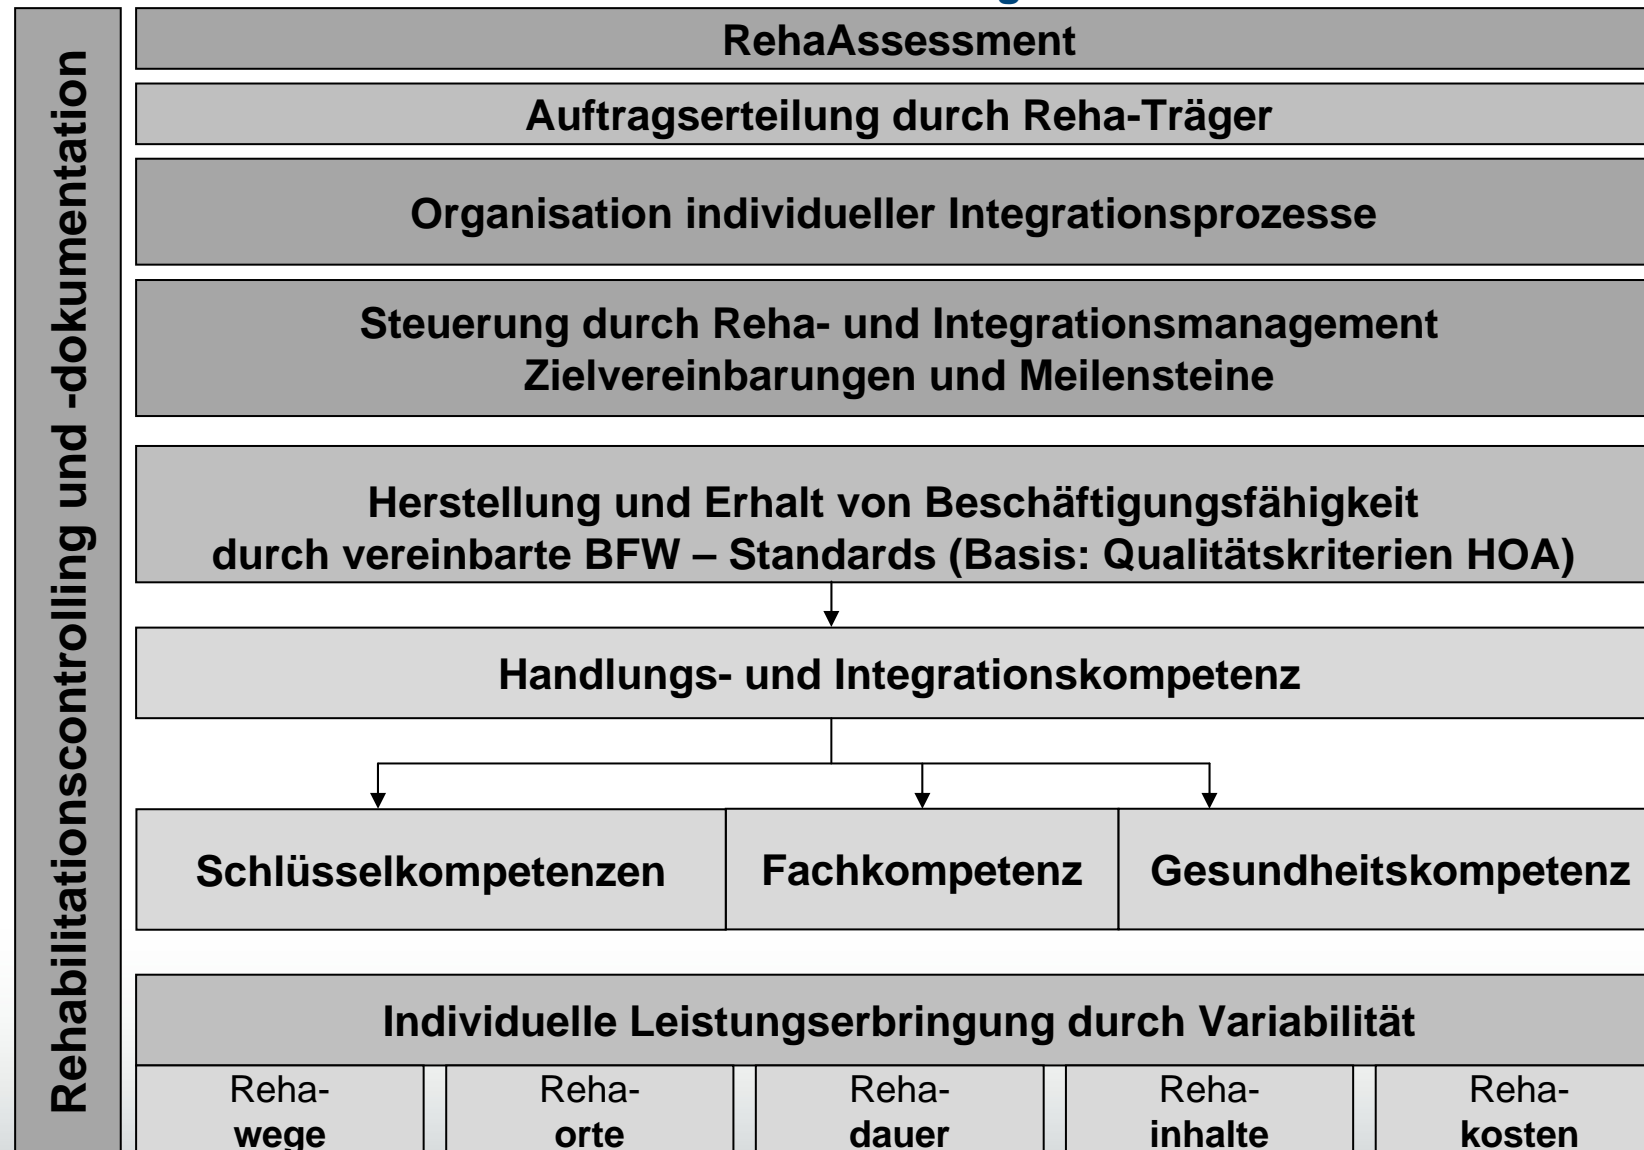 Rehabilitationscontrolling und -dokumentation
RehaAssessment
Auftragserteilung durch Reha-Träger
Organisation individueller Integrationsprozesse
Steuerung durch Reha- und Integrationsmanagement
Zielvereinbarungen und Meilensteine
Herstellung und Erhalt von Beschäftigungsfähigkeit
durch vereinbarte BFW – Standards (Basis: Qualitätskriterien HOA)
Handlungs- und Integrationskompetenz
Schlüsselkompetenzen
Fachkompetenz
Gesundheitskompetenz
Individuelle Leistungserbringung durch Variabilität
Reha-
wege
Reha-
orte
Reha-
dauer
Reha-
inhalte
Reha-
kosten